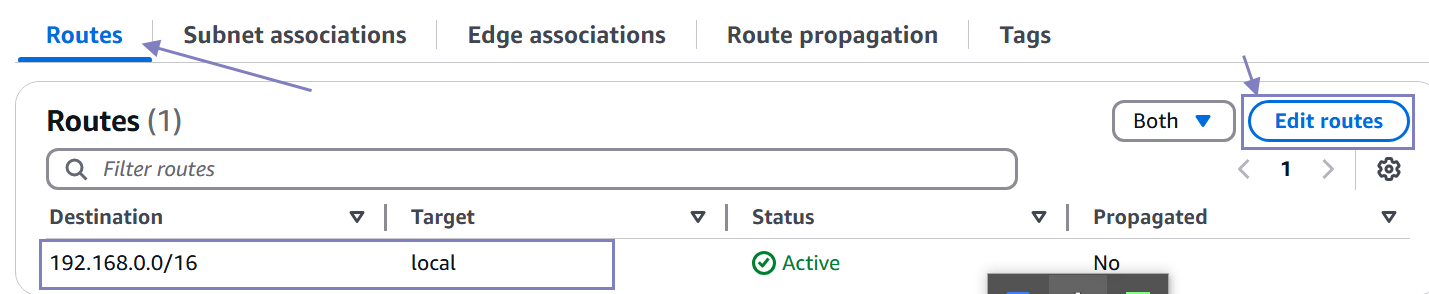 Routes Subnet associations Edge associations Route propagation Tags
Routes (1) Both Edit routes
Filter routes 1
Destination Target Status Propagated
192.168.0.0/16 local Active No